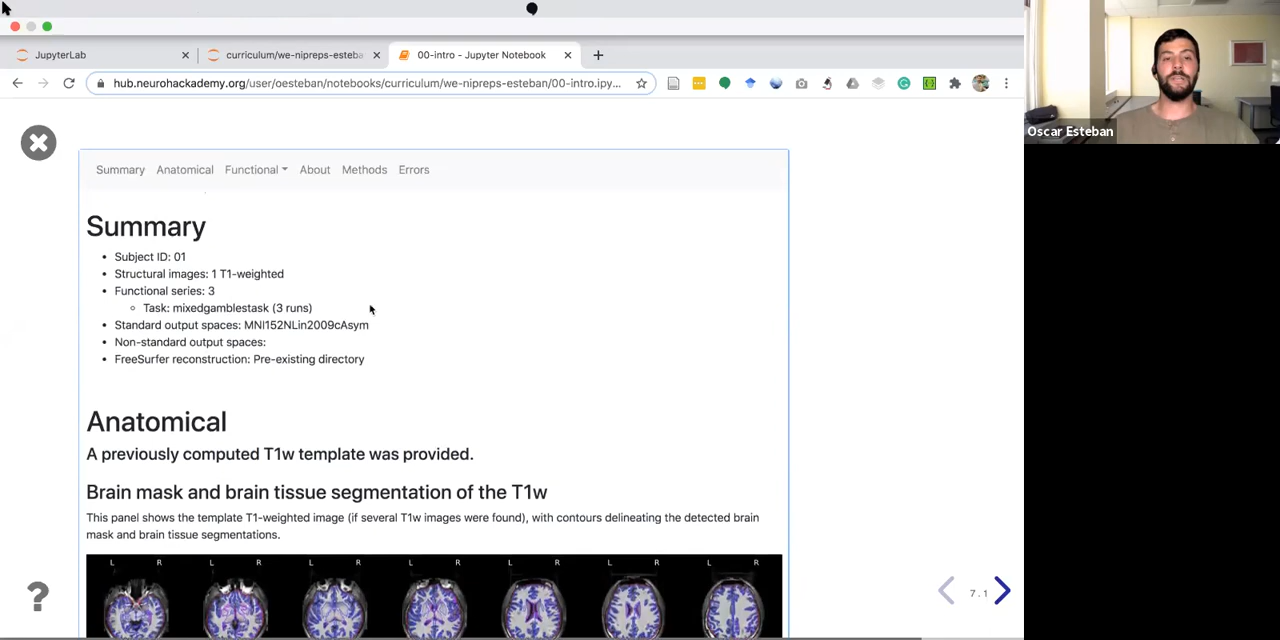 JupyterLab
curriculum/we-nipreps-esteba
00-intro - Jupyter Notebook
hub.neurohackademy.org/user/oesteban/notebooks/curriculum/we-nipreps-esteban/00-intro.ipy...
Oscar Esteban
Summary Anatomical Functional About Methods Errors
Summary
• Subject ID: 01
• Structural images: 1 T1-weighted
• Functional series: 3
◦ Task: mixedgamblestask (3 runs)
• Standard output spaces: MNI152NLin2009cAsym
• Non-standard output spaces:
• FreeSurfer reconstruction: Pre-existing directory
Anatomical
A previously computed T1w template was provided.
Brain mask and brain tissue segmentation of the T1w
This panel shows the template T1-weighted image (if several T1w images were found), with contours delineating the detected brain
mask and brain tissue segmentations.
L R L R L R L R L R L R L R
?
7.1